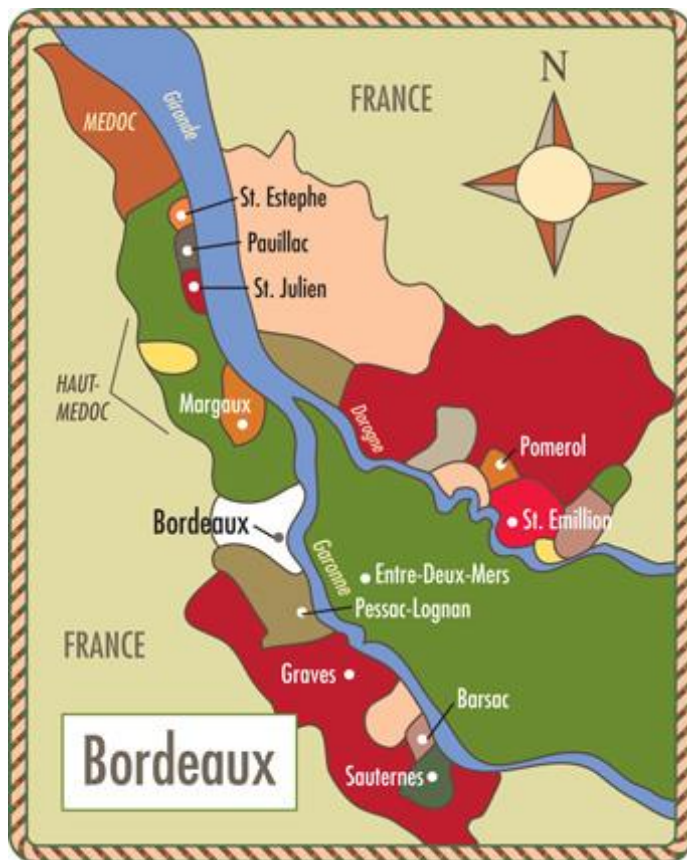 N
FRANCE
MEDOC
Gironde
St. Estephe
Pauillac
St. Julien
HAUT-
MEDOC
Margaux
Dorogne
Pomerol
Bordeaux
St. Emillion
Garonne
Entre-Deux-Mers
Pessac-Lognan
FRANCE
Graves
Barsac
Bordeaux
Sauternes